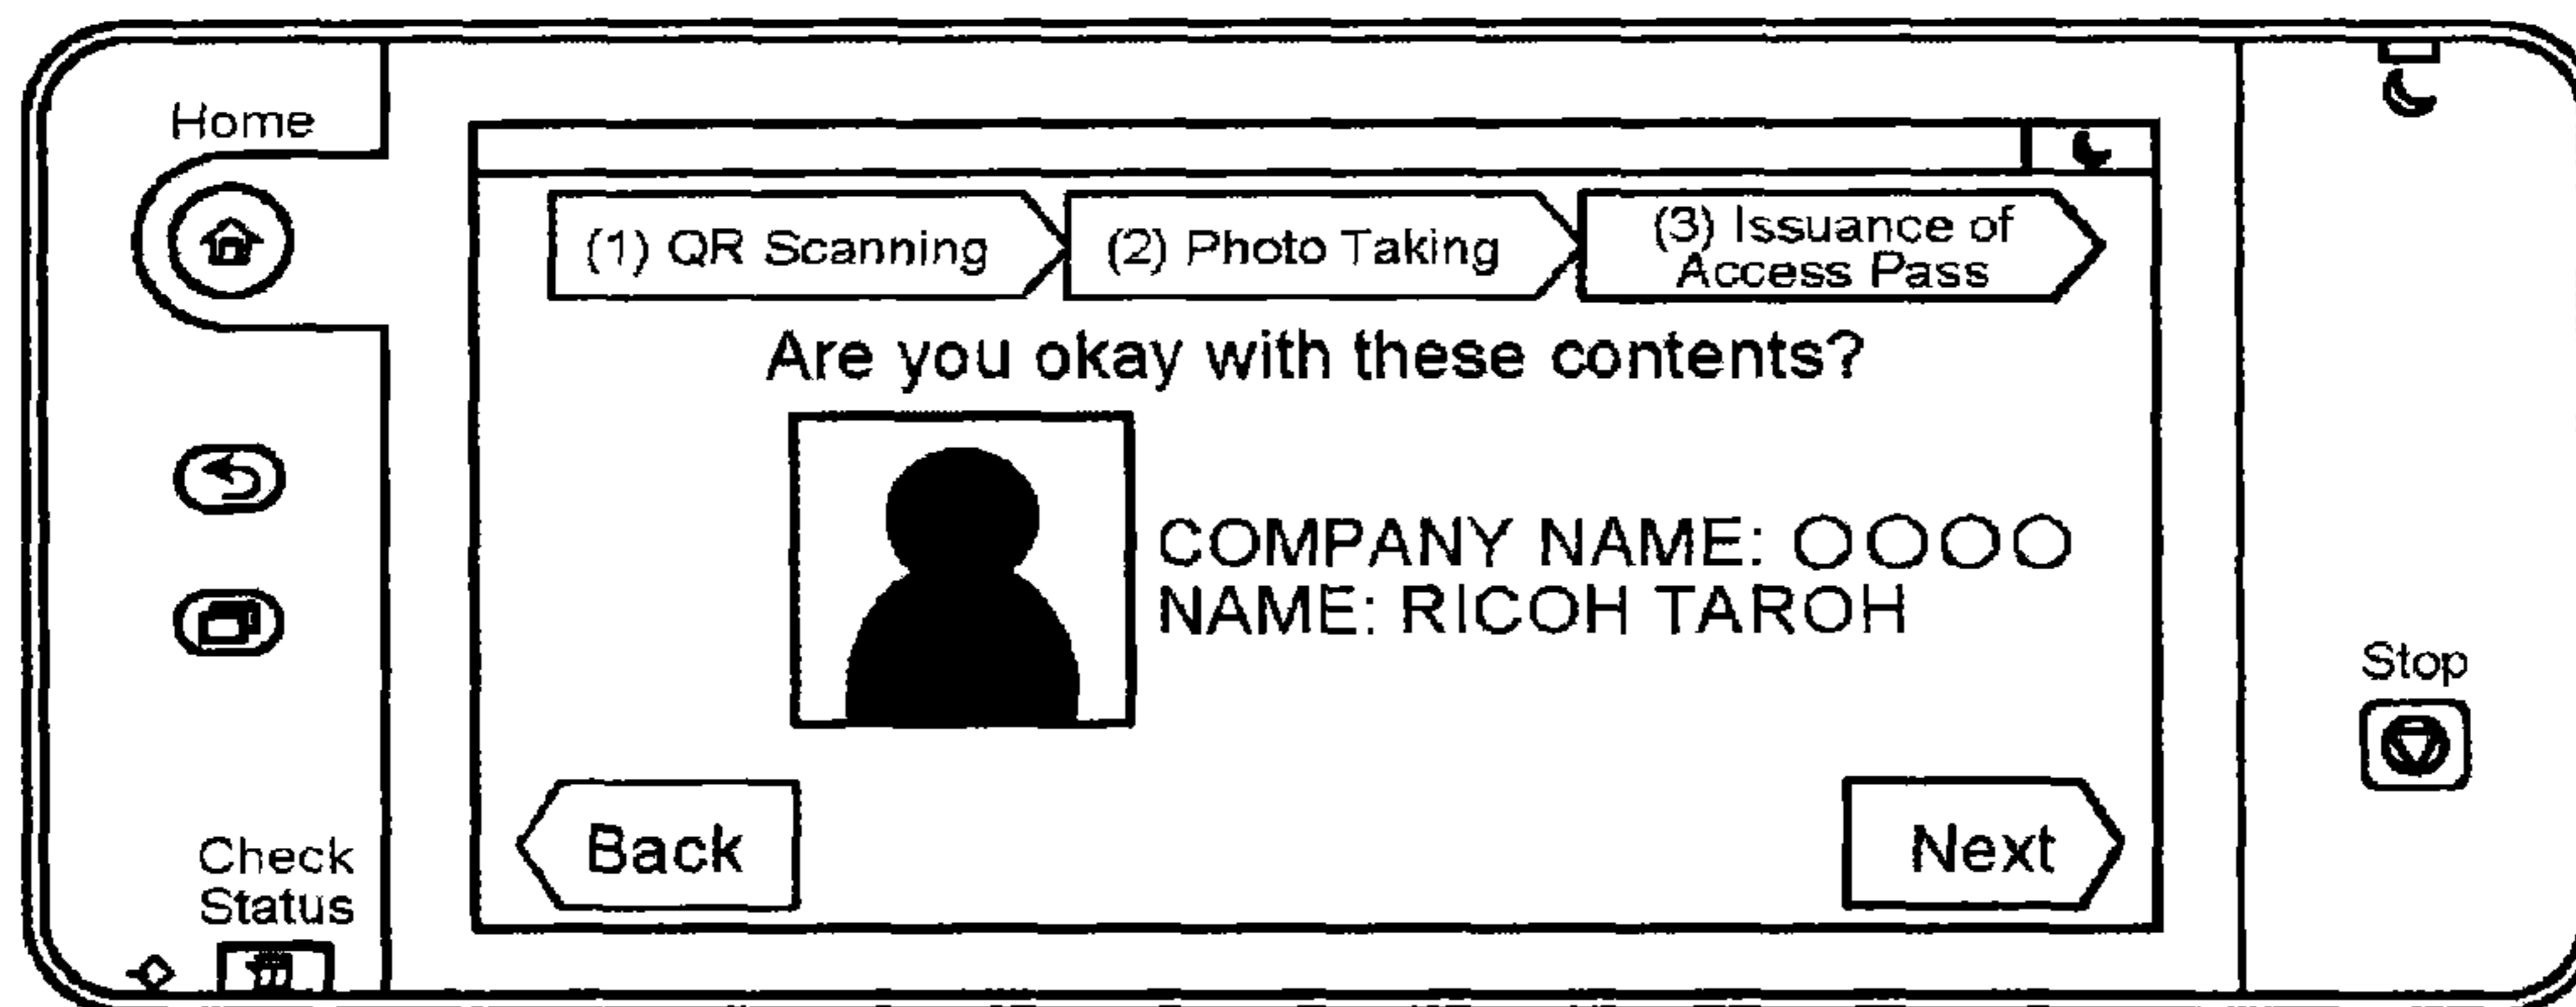 Home
(1) QR Scanning
(2) Photo Taking
(3) Issuance of
Access Pass
Are you okay with these contents?
COMPANY NAME: ○○○○
NAME: RICOH TAROH
Back
Next
Check
Status
Stop